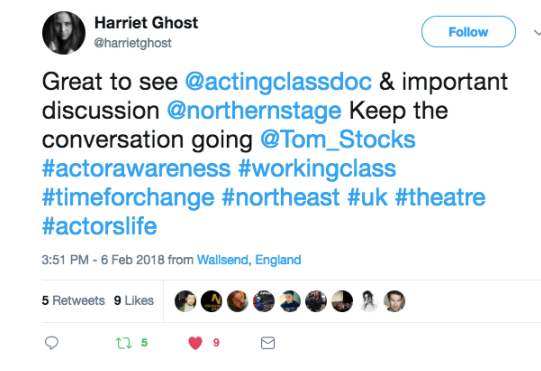 Harriet Ghost
@harrietghost
Follow
Great to see @actingclassdoc & important
discussion @northernstage Keep the
conversation going @Tom_Stocks
#actorawareness #workingclass
#timeforchange #northeast #uk #theatre
#actorslife
3:51 PM - 6 Feb 2018 from Wallsend, England
5 Retweets 9 Likes
5 9